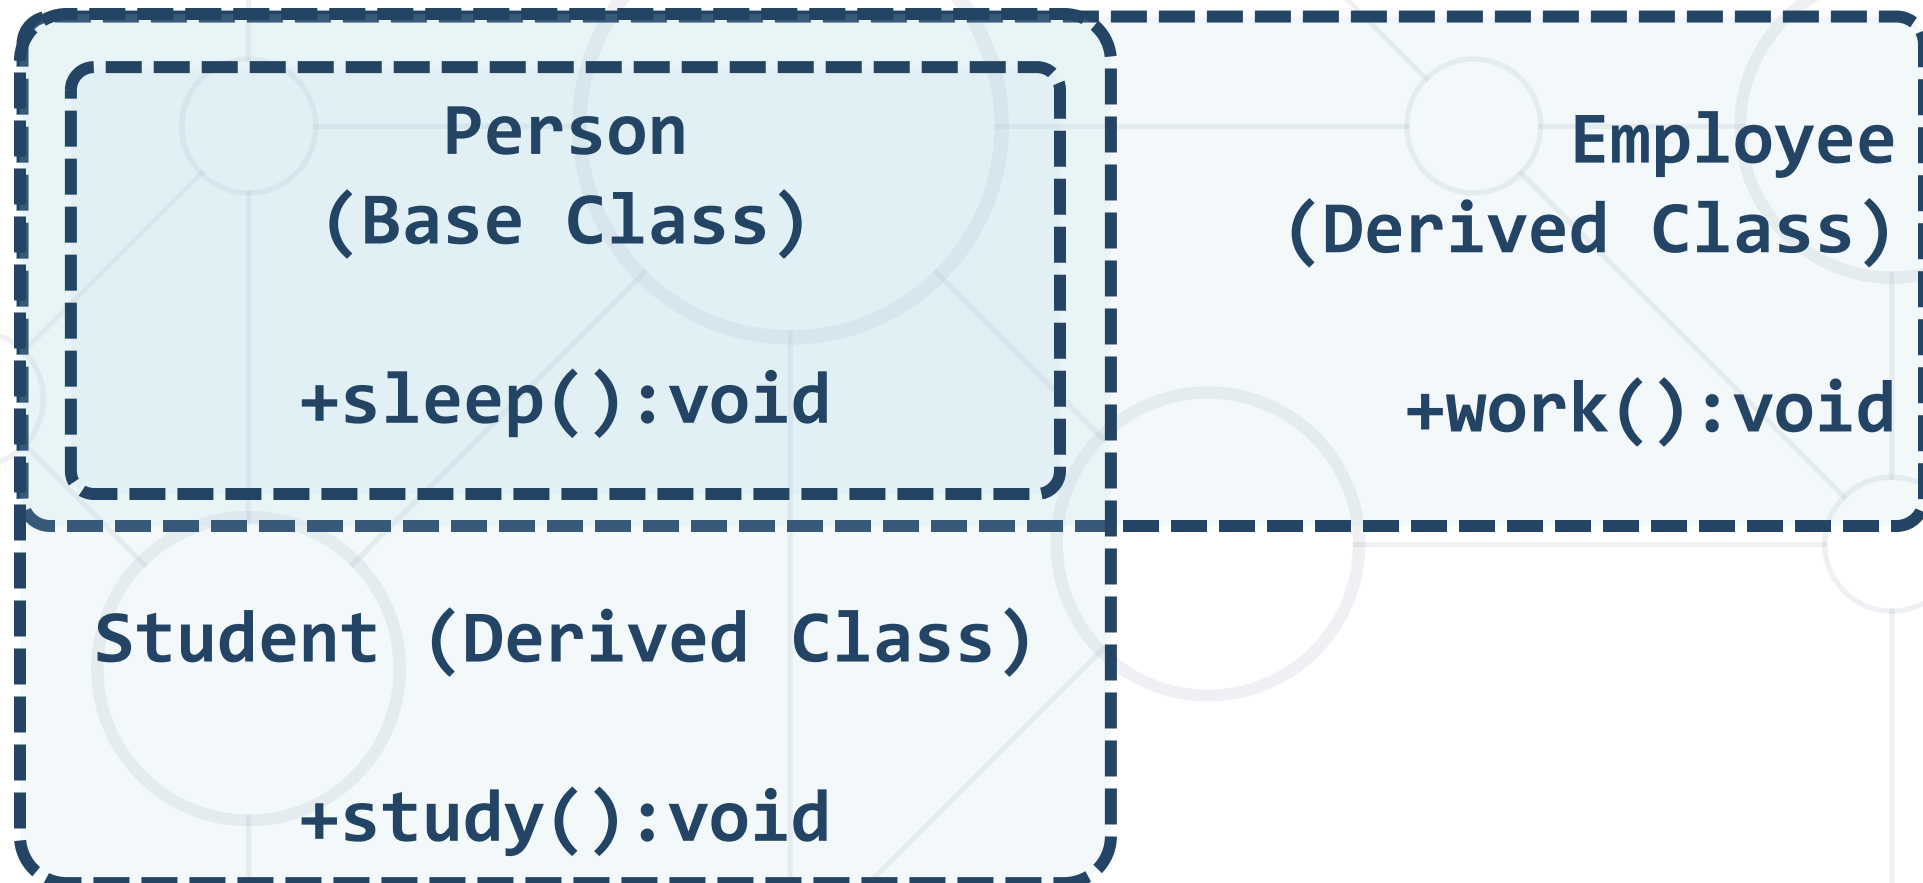 Person
(Base Class)
+sleep():void
Employee
(Derived Class)
+work():void
Student (Derived Class)
+study():void